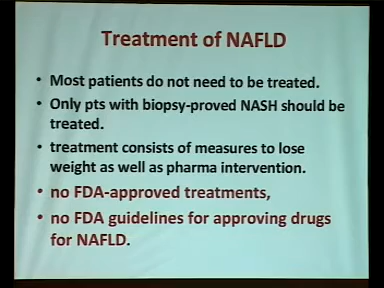 Treatment of NAFLD
• Most patients do not need to be treated.
• Only pts with biopsy-proved NASH should be
treated.
• treatment consists of measures to lose
weight as well as pharma intervention.
• no FDA-approved treatments,
• no FDA guidelines for approving drugs
for NAFLD.